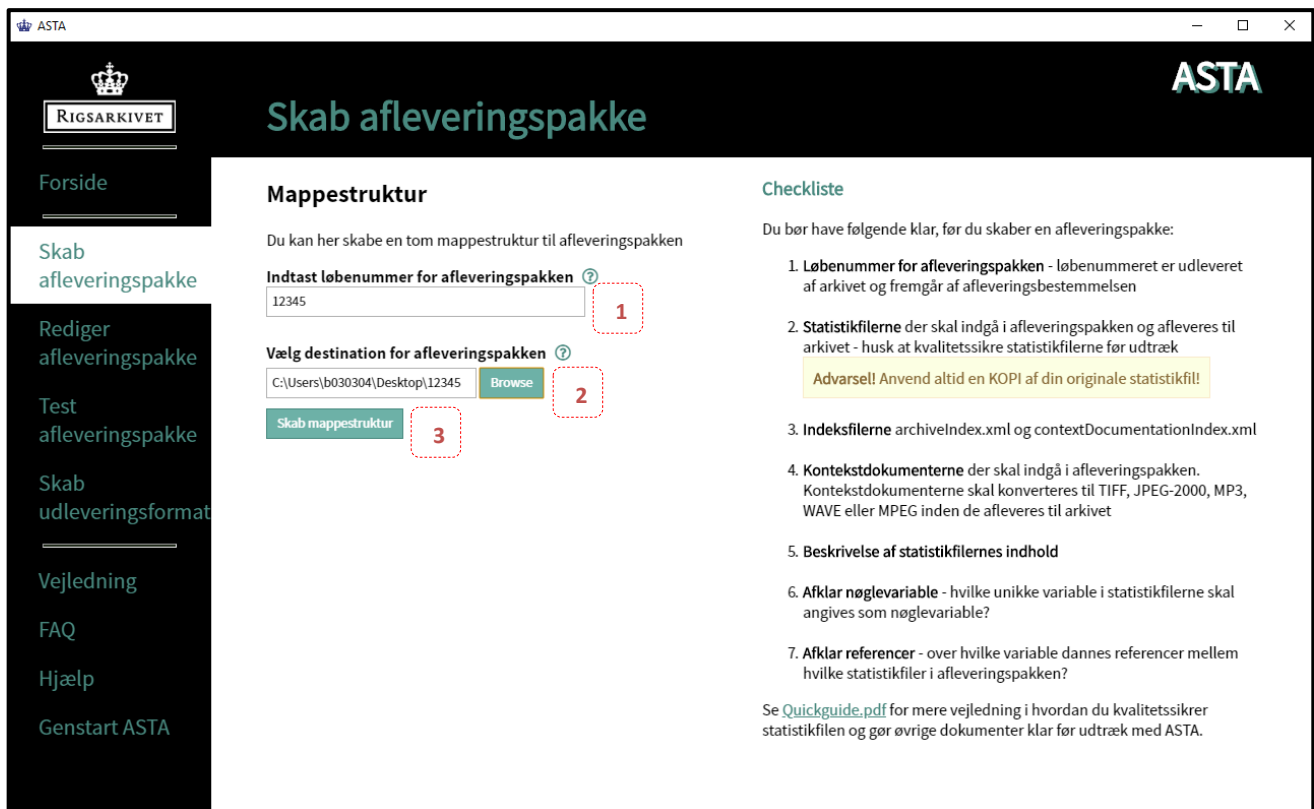 ASTA
RIGSARKIVET
ASTA
Skab afleveringspakke
Forside
Skab
afleveringspakke
Rediger
afleveringspakke
Test
afleveringspakke
Skab
udleveringsformat
Vejledning
FAQ
Hjælp
Genstart ASTA
Mappestruktur
Du kan her skabe en tom mappestruktur til afleveringspakken
Indtast løbenummer for afleveringspakken ?
12345
1
Vælg destination for afleveringspakken ?
C:\Users\b030304\Desktop\12345 Browse
2
Skab mappestruktur
3
Checkliste
Du bør have følgende klar, før du skaber en afleveringspakke:
1. Løbenummer for afleveringspakken - løbenummeret er udleveret
af arkivet og fremgår af afleveringsbestemmelsen
2. Statistikfilerne der skal indgå i afleveringspakken og afleveres til
arkivet - husk at kvalitetssikre statistikfilerne før udtræk
Advarsel! Anvend altid en KOPI af din originale statistikfil!
3. Indeksfilerne archiveIndex.xml og contextDocumentationIndex.xml
4. Kontekstdokumenterne der skal indgå i afleveringspakken.
Kontekstdokumenterne skal konverteres til TIFF, JPEG-2000, MP3,
WAVE eller MPEG inden de afleveres til arkivet
5. Beskrivelse af statistikfilernes indhold
6. Afklar nøglevariable - hvilke unikke variable i statistikfilerne skal
angives som nøglevariable?
7. Afklar referencer - over hvilke variable dannes referencer mellem
hvilke statistikfiler i afleveringspakken?
Se Quickguide.pdf for mere vejledning i hvordan du kvalitetssikrer
statistikfilen og gør øvrige dokumenter klar før udtræk med ASTA.